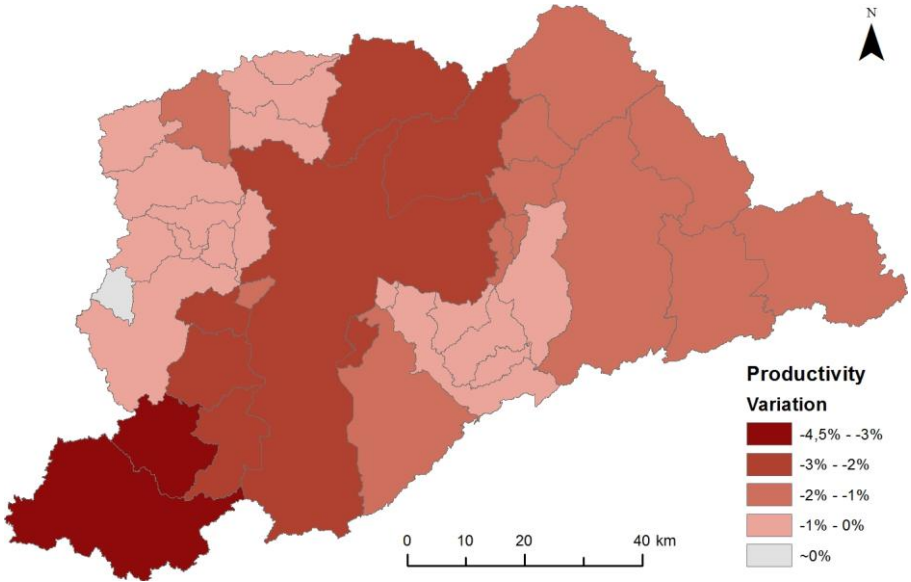 N
Productivity
Variation
-4,5% - -3%
-3% - -2%
-2% - -1%
-1% - 0%
~0%
0 10 20 40 km